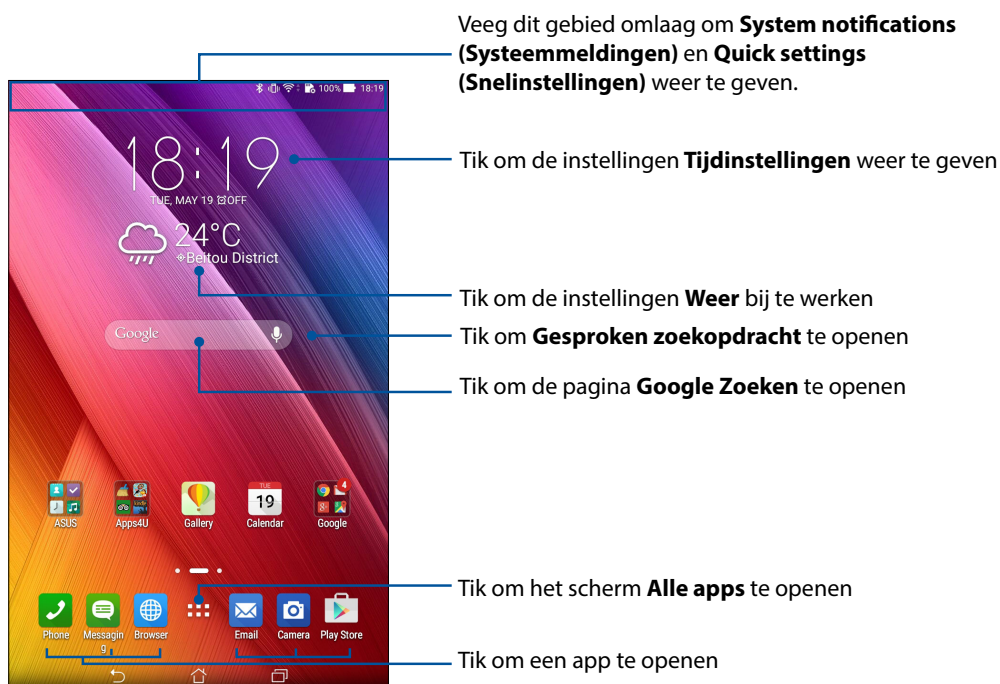 Veeg dit gebied omlaag om System notifications
(Systeemmeldingen) en Quick settings
(Snelinstellingen) weer te geven.
100% 18:19
18:19
Tik om de instellingen Tijdinstellingen weer te geven
TUE, MAY 19 OFF
24°C
Beitou District
Tik om de instellingen Weer bij te werken
Google
Tik om Gesproken zoekopdracht te openen
Tik om de pagina Google Zoeken te openen
TUE
19
4
ASUS Apps4U Gallery Calendar Google
Tik om het scherm Alle apps te openen
Phone Messagin Browser Email Camera Play Store
g
Tik om een app te openen